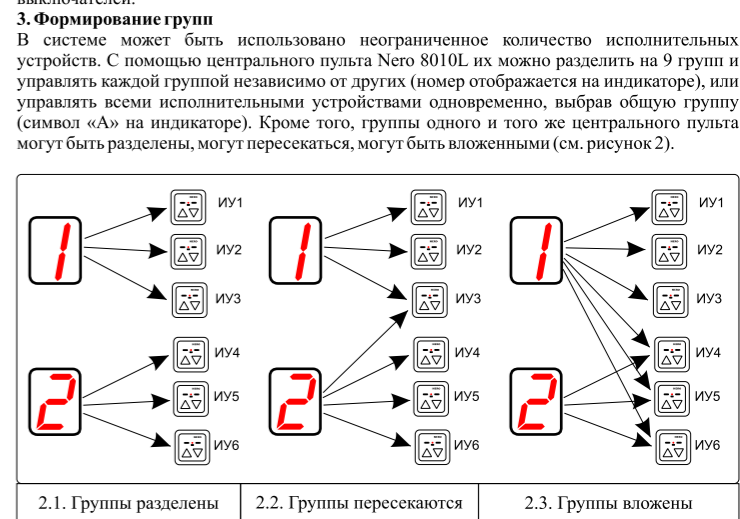 выключателей.
3. Формирование групп
В системе может быть использовано неограниченное количество исполнительных
устройств. С помощью центрального пульта Nero 8010L их можно разделить на 9 групп и
управлять каждой группой независимо от других (номер отображается на индикаторе), или
управлять всеми исполнительными устройствами одновременно, выбрав общую группу
(символ «А» на индикаторе). Кроме того, группы одного и того же центрального пульта
могут быть разделены, могут пересекаться, могут быть вложенными (см. рисунок 2).
1
ИУ1
ИУ2
ИУ3
2
ИУ4
ИУ5
ИУ6
1
ИУ1
ИУ2
ИУ3
2
ИУ4
ИУ5
ИУ6
1
ИУ1
ИУ2
ИУ3
2
ИУ4
ИУ5
ИУ6
2.1. Группы разделены
2.2. Группы пересекаются
2.3. Группы вложены